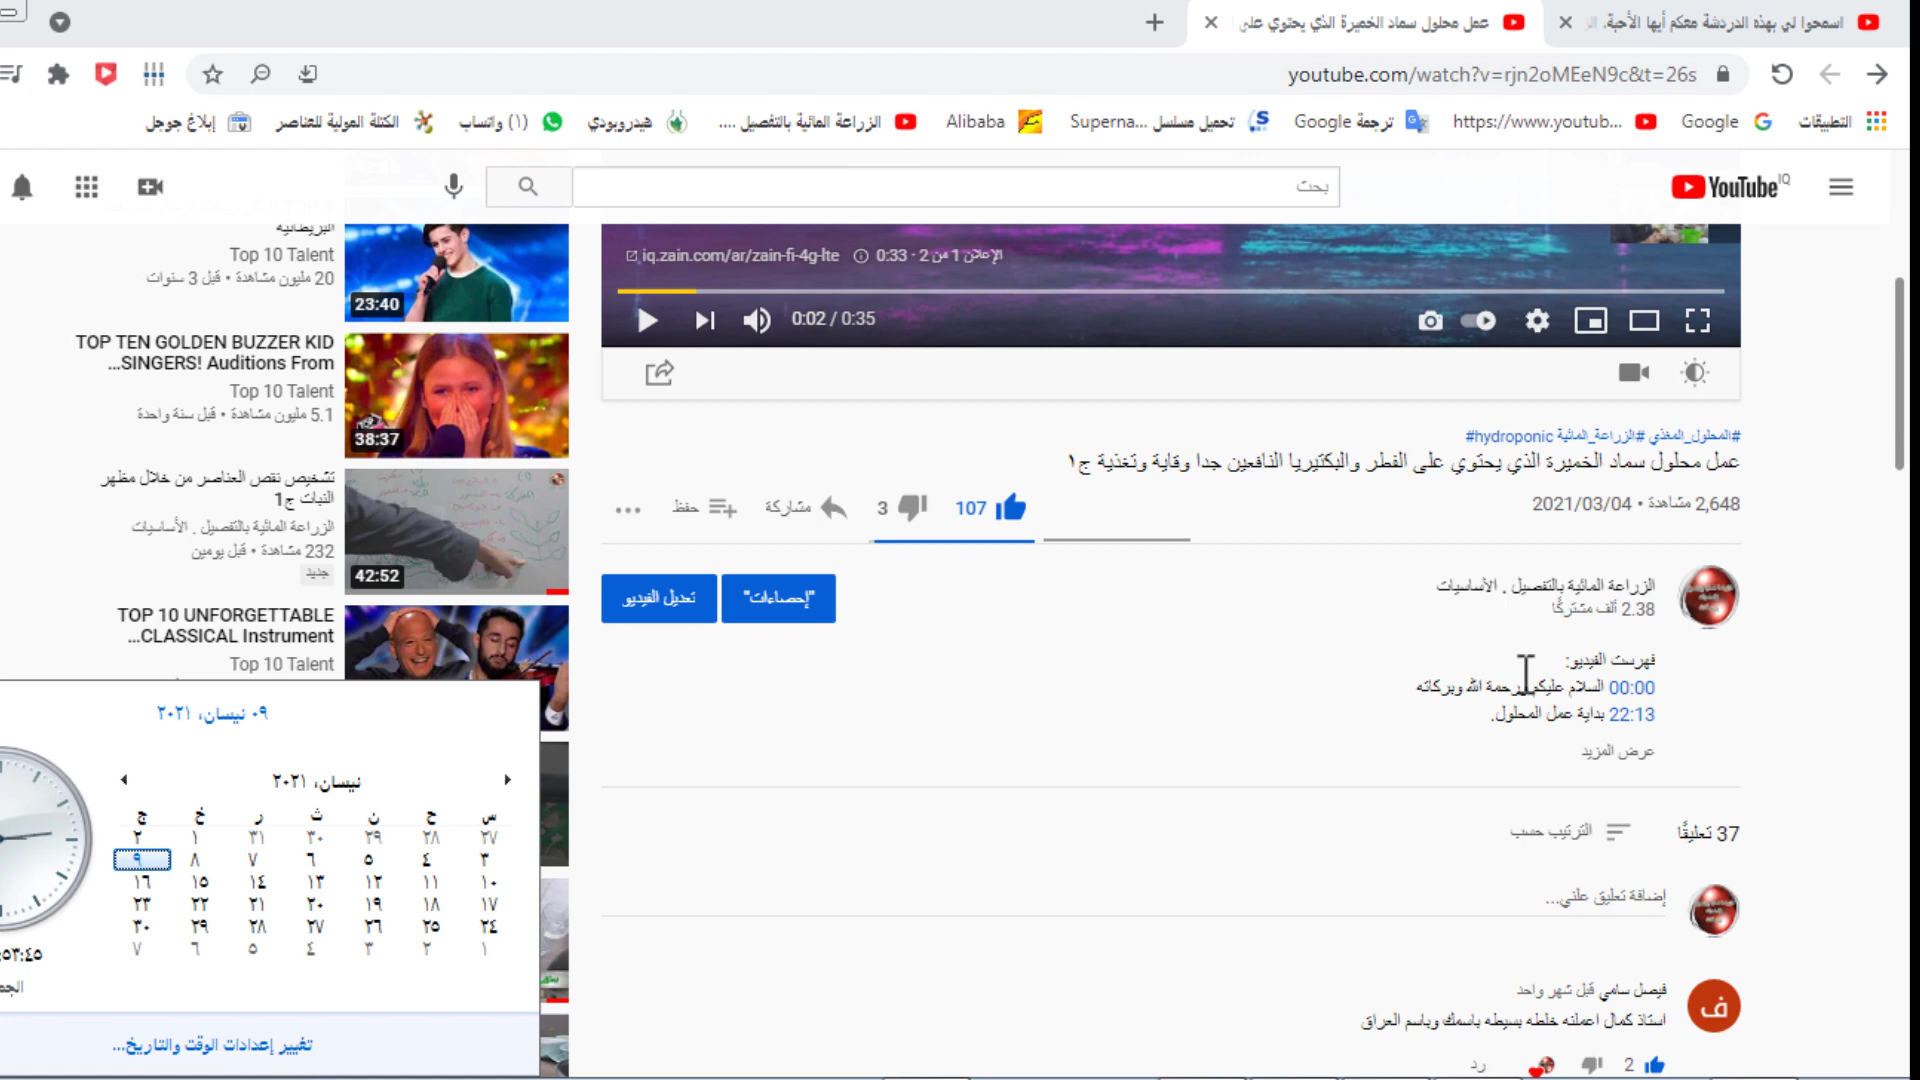 اسمحوا لي بهذه الدردشة معكم أيها الأحبة.
عمل محلول سماد الخميرة الذي يحتوي على
youtube.com/watch?v=rjn2oMEeN9c&t=26s
التطبيقات
Google
https://www.youtub...
ترجمة Google
تحميل مسلسل Superna...
Alibaba
الزراعة المائية بالتفصيل ....
هيدروبودي
(١) واتساب
الكتلة المولية للعناصر
إبلاغ جوجل
YouTube IQ
بحث
iq.zain.com/ar/zain-fi-4g-lte
الإعلان 1 من 2 · 0:33
0:02 / 0:35
#المحلول_المغذي #الزراعة_المائية #hydroponic
عمل محلول سماد الخميرة الذي يحتوي على الفطر والبكتيريا النافعين جدا وقاية وتغذية ج١
2,648 مشاهدة • 2021/03/04
107
3
مشاركة
حفظ
الزراعة المائية بالتفصيل . الأساسيات
2.38 ألف مشتركًا
"إحصاءات"
تعديل الفيديو
فهرست الفيديو:
00:00 السلام عليكم رحمة الله وبركاته
22:13 بداية عمل المحلول.
عرض المزيد
37 تعليقًا
الترتيب حسب
إضافة تعليق علني...
فيصل سامي قبل شهر واحد
استاذ كمال اعملنه خلطه بسيطه باسمك وباسم العراق
2
رد
البريطانية
Top 10 Talent
20 مليون مشاهدة • قبل 3 سنوات
23:40
TOP TEN GOLDEN BUZZER KID
SINGERS! Auditions From...
Top 10 Talent
5.1 مليون مشاهدة • قبل سنة واحدة
38:37
تشخيص نقص العناصر من خلال مظهر
النبات ج1
الزراعة المائية بالتفصيل . الأساسيات
232 مشاهدة • قبل يومين
جديد
42:52
TOP 10 UNFORGETTABLE
CLASSICAL Instrument...
Top 10 Talent
٠٩ نيسان، ٢٠٢١
نيسان، ٢٠٢١
س ح ن ث ر خ ج
٢٧ ٢٨ ٢٩ ٣٠ ٣١ ١ ٢
٣ ٤ ٥ ٦ ٧ ٨ ٩
١٠ ١١ ١٢ ١٣ ١٤ ١٥ ١٦
١٧ ١٨ ١٩ ٢٠ ٢١ ٢٢ ٢٣
٢٤ ٢٥ ٢٦ ٢٧ ٢٨ ٢٩ ٣٠
١ ٢ ٣ ٤ ٥ ٦ ٧
٥٣:٤٥
تغيير إعدادات الوقت والتاريخ...